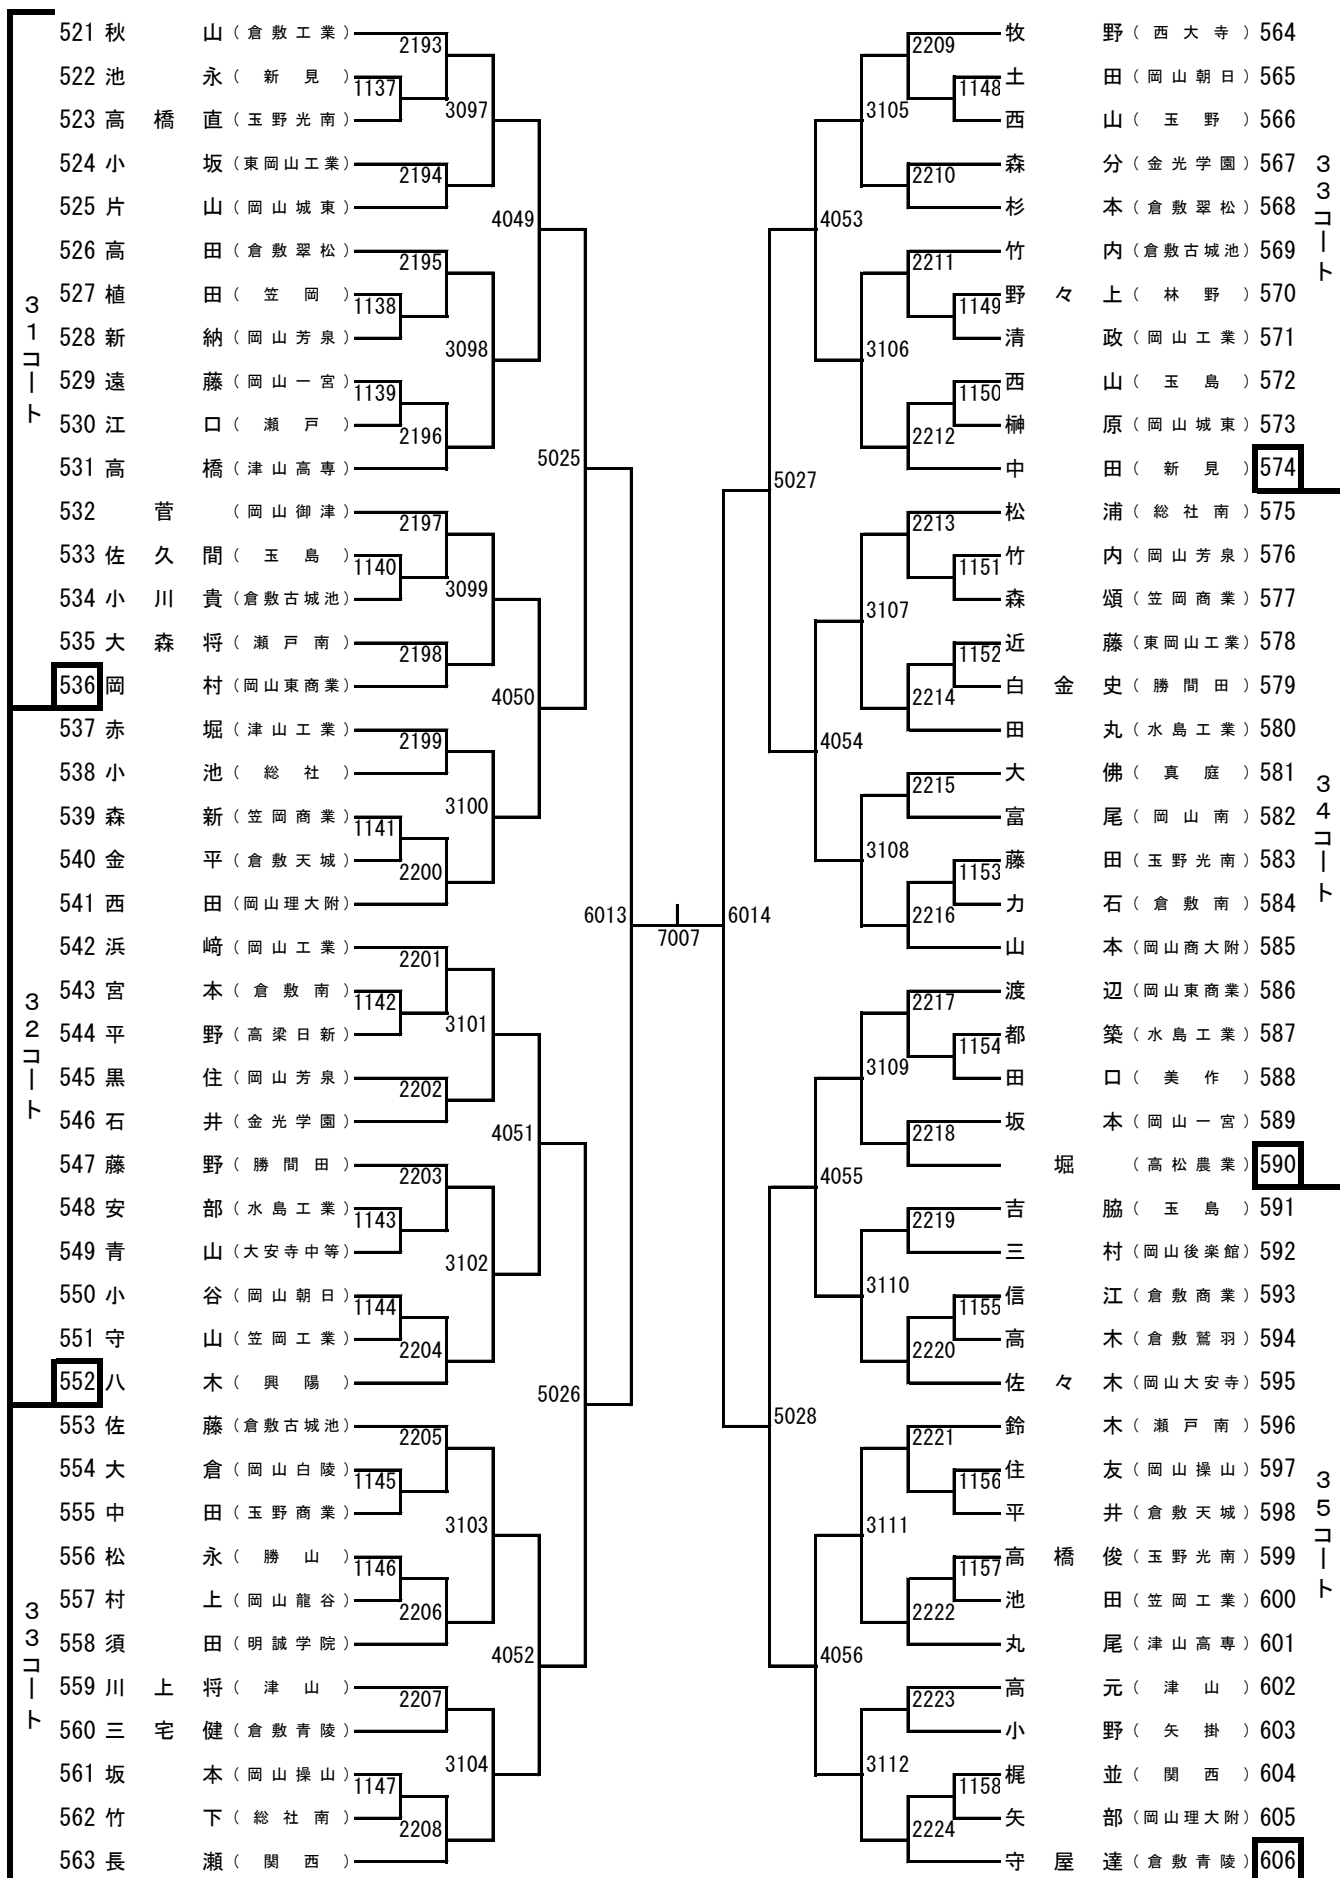 521 秋山 (倉敷工業)
522 池永 (新見)
523 高橋直 (玉野光南)
524 小坂 (東岡山工業)
525 片山 (岡山城東)
526 高田 (倉敷翠松)
527 植田 (笠岡)
528 新納 (岡山芳泉)
529 遠藤 (岡山一宮)
530 江口 (瀬戸)
531 高橋 (津山高専)
532 菅 (岡山御津)
533 佐久間 (玉島)
534 小川貴 (倉敷古城池)
535 大森将 (瀬戸南)
536 岡村 (岡山東商業)
537 赤堀 (津山工業)
538 小池 (総社)
539 森新 (笠岡商業)
540 金平 (倉敷天城)
541 西田 (岡山理大附)
542 浜﨑 (岡山工業)
543 宮本 (倉敷南)
544 平野 (高梁日新)
545 黒住 (岡山芳泉)
546 石井 (金光学園)
547 藤野 (勝間田)
548 安部 (水島工業)
549 青山 (大安寺中等)
550 小谷 (岡山朝日)
551 守山 (笠岡工業)
552 八木 (興陽)
553 佐藤 (倉敷古城池)
554 大倉 (岡山白陵)
555 中田 (玉野商業)
556 松永 (勝山)
557 村上 (岡山龍谷)
558 須田 (明誠学院)
559 川上将 (津山)
560 三宅健 (倉敷青陵)
561 坂本 (岡山操山)
562 竹下 (総社南)
563 長瀬 (関西)
31コート
32コート
33コート
1137
1138
1139
1140
1141
1142
1143
1144
1145
1146
1147
2193
2194
2195
2196
2197
2198
2199
2200
2201
2202
2203
2204
2205
2206
2207
2208
3097
3098
3099
3100
3101
3102
3103
3104
4049
4050
4051
4052
5025
5026
6013
7007
6014
5027
5028
4053
4054
4055
4056
3105
3106
3107
3108
3109
3110
3111
3112
2209
2210
2211
2212
2213
2214
2215
2216
2217
2218
2219
2220
2221
2222
2223
2224
1148
1149
1150
1151
1152
1153
1154
1155
1156
1157
1158
牧野 (西大寺) 564
土田 (岡山朝日) 565
西山 (玉野) 566
森分 (金光学園) 567
杉本 (倉敷翠松) 568
竹内 (倉敷古城池) 569
野々上 (林野) 570
清政 (岡山工業) 571
西山 (玉島) 572
榊原 (岡山城東) 573
中田 (新見) 574
松浦 (総社南) 575
竹内 (岡山芳泉) 576
森頌 (笠岡商業) 577
近藤 (東岡山工業) 578
白金史 (勝間田) 579
田丸 (水島工業) 580
大佛 (真庭) 581
富尾 (岡山南) 582
藤田 (玉野光南) 583
力石 (倉敷南) 584
山本 (岡山商大附) 585
渡辺 (岡山東商業) 586
都築 (水島工業) 587
田口 (美作) 588
坂本 (岡山一宮) 589
堀 (高松農業) 590
吉脇 (玉島) 591
三村 (岡山後楽館) 592
信江 (倉敷商業) 593
高木 (倉敷鷲羽) 594
佐々木 (岡山大安寺) 595
鈴木 (瀬戸南) 596
住友 (岡山操山) 597
平井 (倉敷天城) 598
高橋俊 (玉野光南) 599
池田 (笠岡工業) 600
丸尾 (津山高専) 601
高元 (津山) 602
小野 (矢掛) 603
梶並 (関西) 604
矢部 (岡山理大附) 605
守屋達 (倉敷青陵) 606
33コート
34コート
35コート